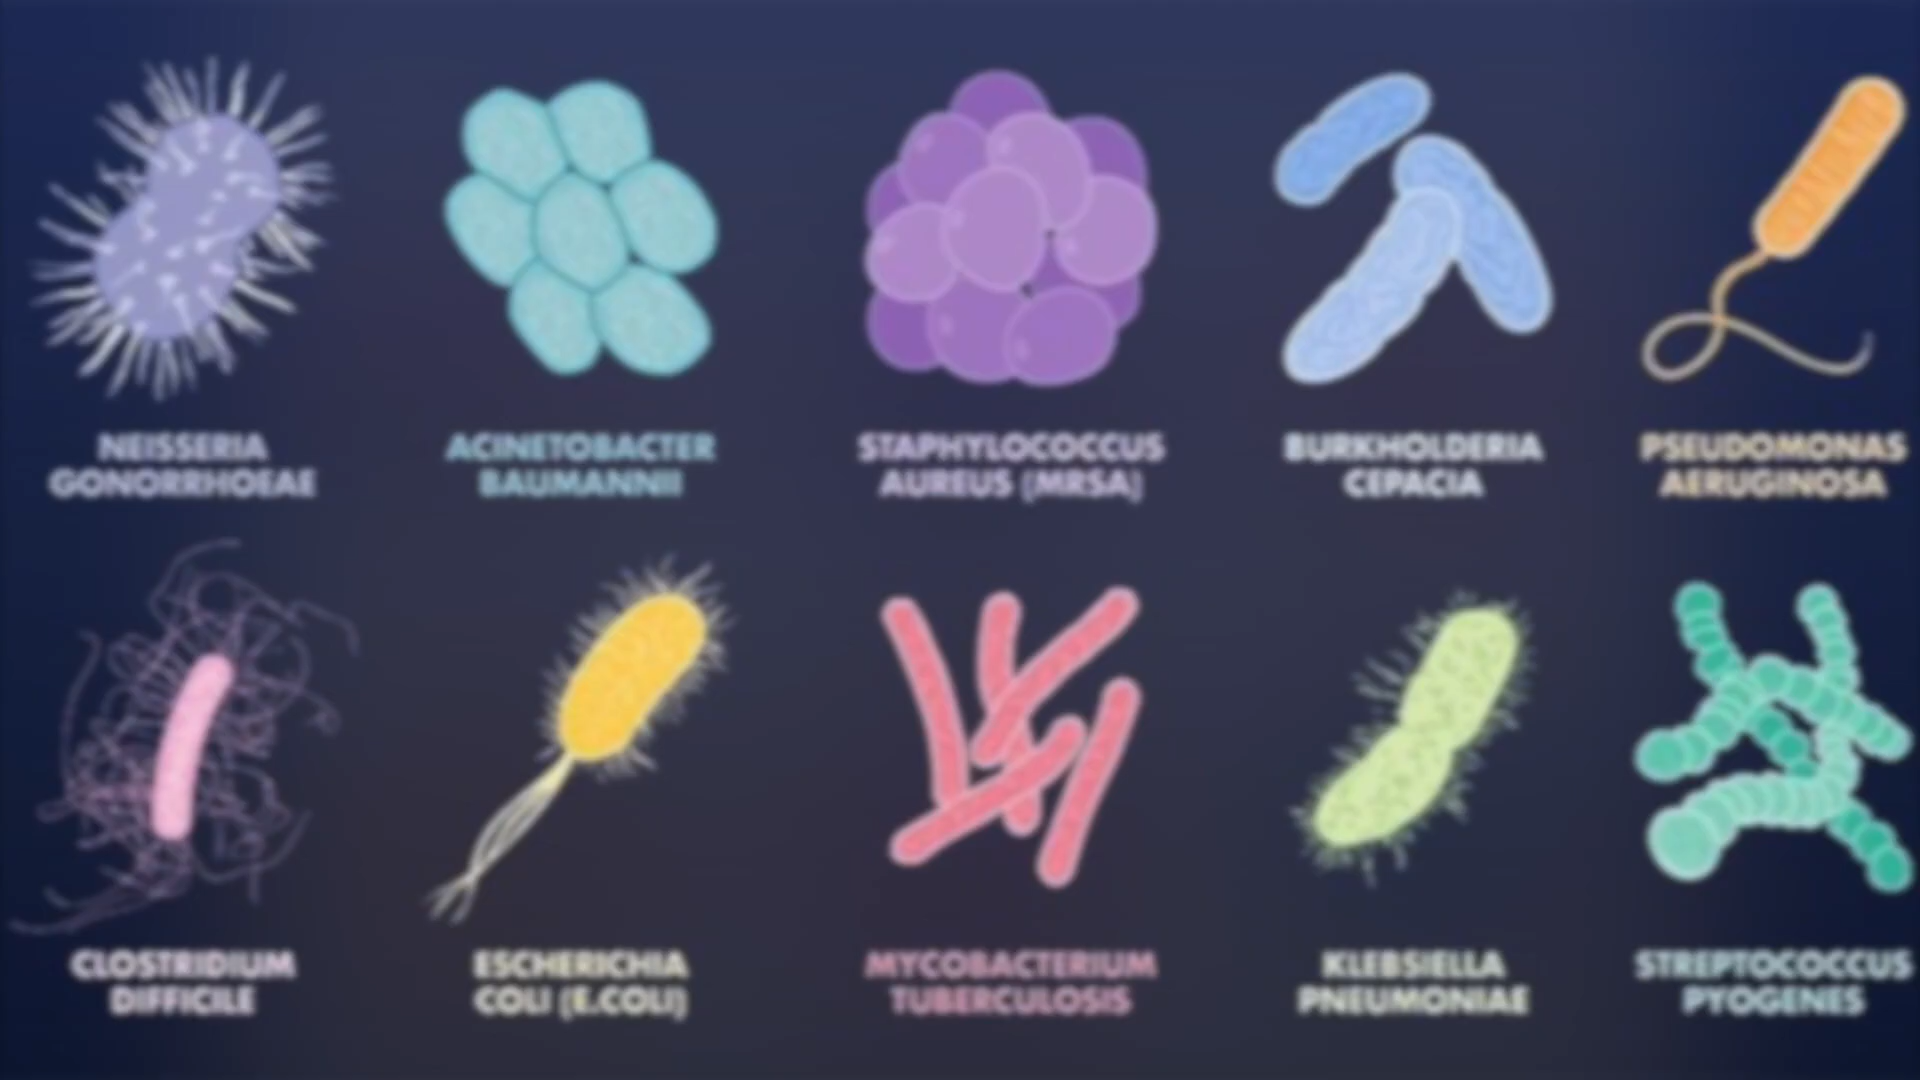 NEISSERIA
GONORRHOEAE
ACINETOBACTER
BAUMANNII
STAPHYLOCOCCUS
AUREUS (MRSA)
BURKHOLDERIA
CEPACIA
PSEUDOMONAS
AERUGINOSA
CLOSTRIDIUM
DIFFICILE
ESCHERICHIA
COLI (E.COLI)
MYCOBACTERIUM
TUBERCULOSIS
KLEBSIELLA
PNEUMONIAE
STREPTOCOCCUS
PYOGENES